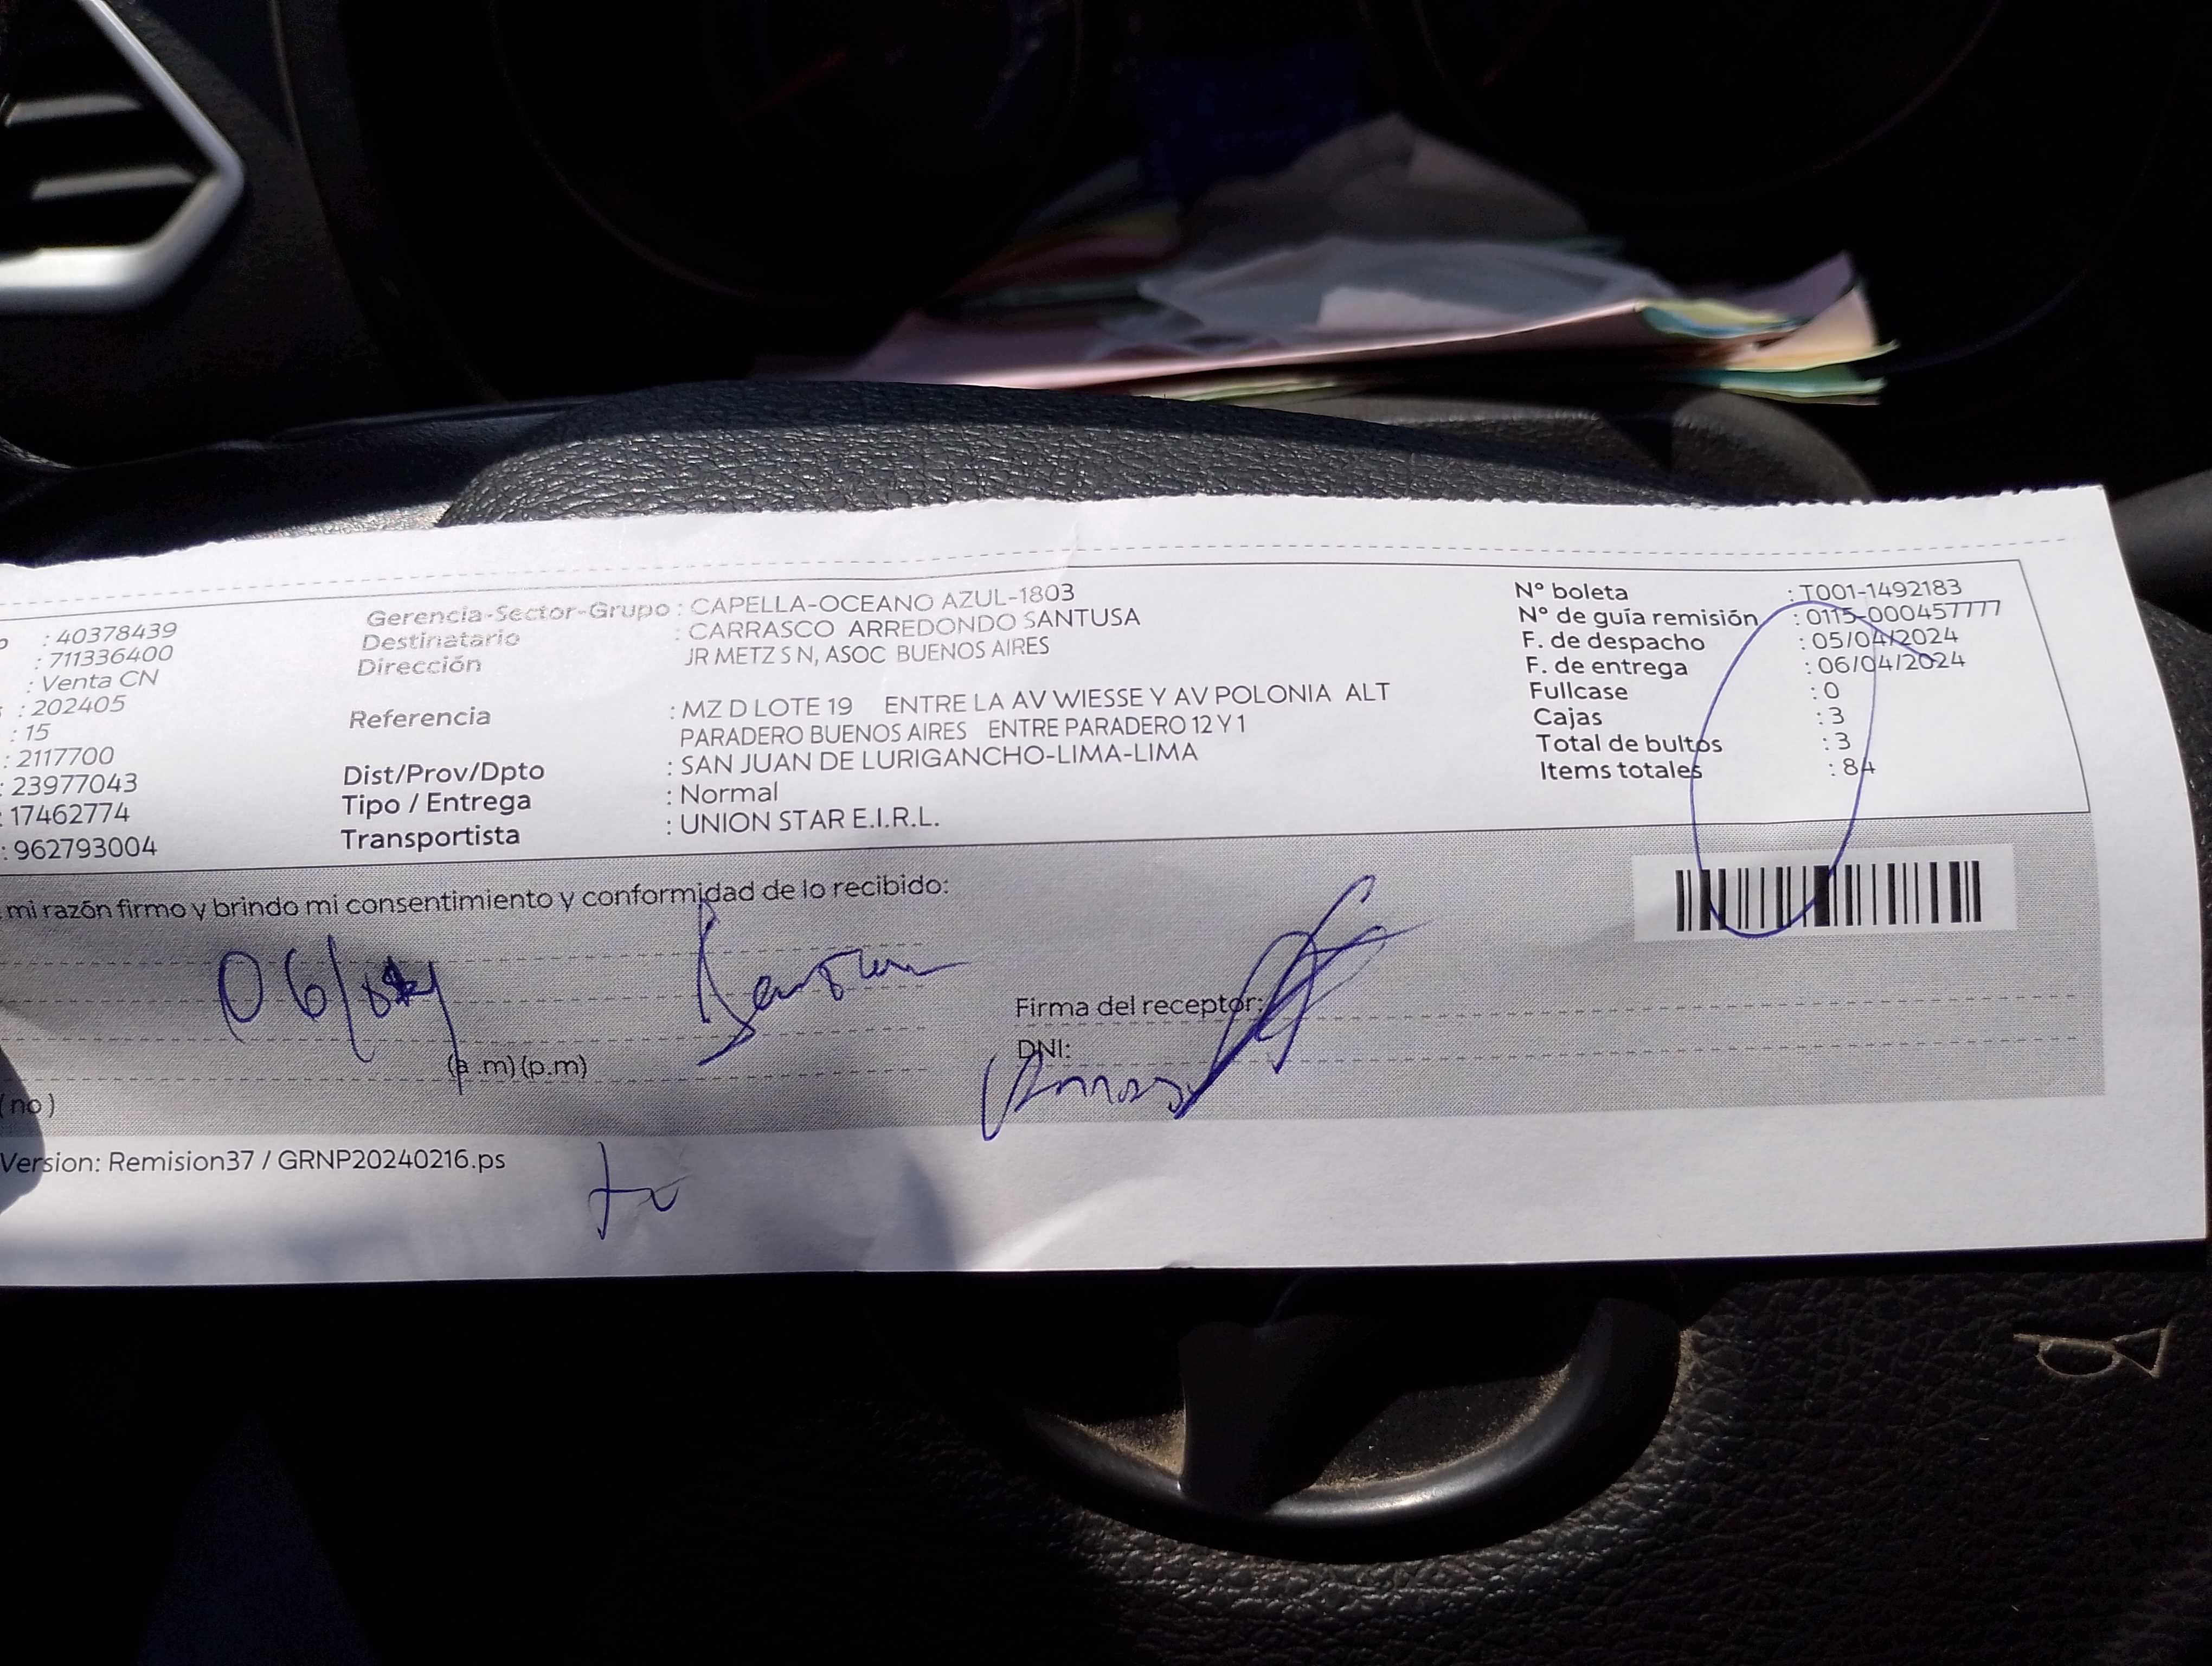 : 40378439
: 711336400
: Venta CN
: 202405
: 15
: 2117700
: 23977043
: 17462774
: 962793004
Gerencia-Sector-Grupo : CAPELLA-OCEANO AZUL-1803
Destinatario : CARRASCO ARREDONDO SANTUSA
Dirección JR METZ S N, ASOC BUENOS AIRES
Referencia : MZ D LOTE 19 ENTRE LA AV WIESSE Y AV POLONIA ALT
PARADERO BUENOS AIRES ENTRE PARADERO 12 Y 1
Dist/Prov/Dpto : SAN JUAN DE LURIGANCHO-LIMA-LIMA
Tipo / Entrega : Normal
Transportista : UNION STAR E.I.R.L.
Nº boleta : T001-1492183
Nº de guía remisión : 0115-000457777
F. de despacho : 05/04/2024
F. de entrega : 06/04/2024
Fullcase : 0
Cajas : 3
Total de bultos : 3
Items totales : 84
mi razón firmo y brindo mi consentimiento y conformidad de lo recibido:
Firma del receptor:
DNI:
(a .m) (p.m)
(no)
Version: Remision37 / GRNP20240216.ps